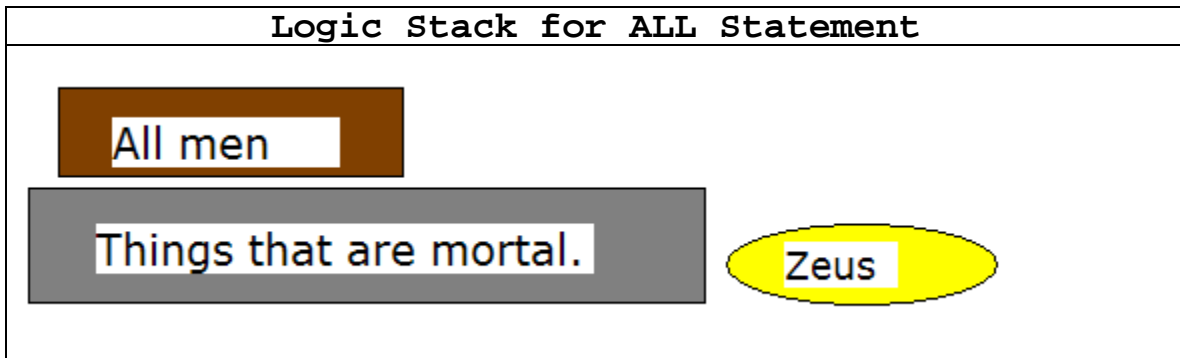 Logic Stack for ALL Statement
All men
Things that are mortal.
Zeus